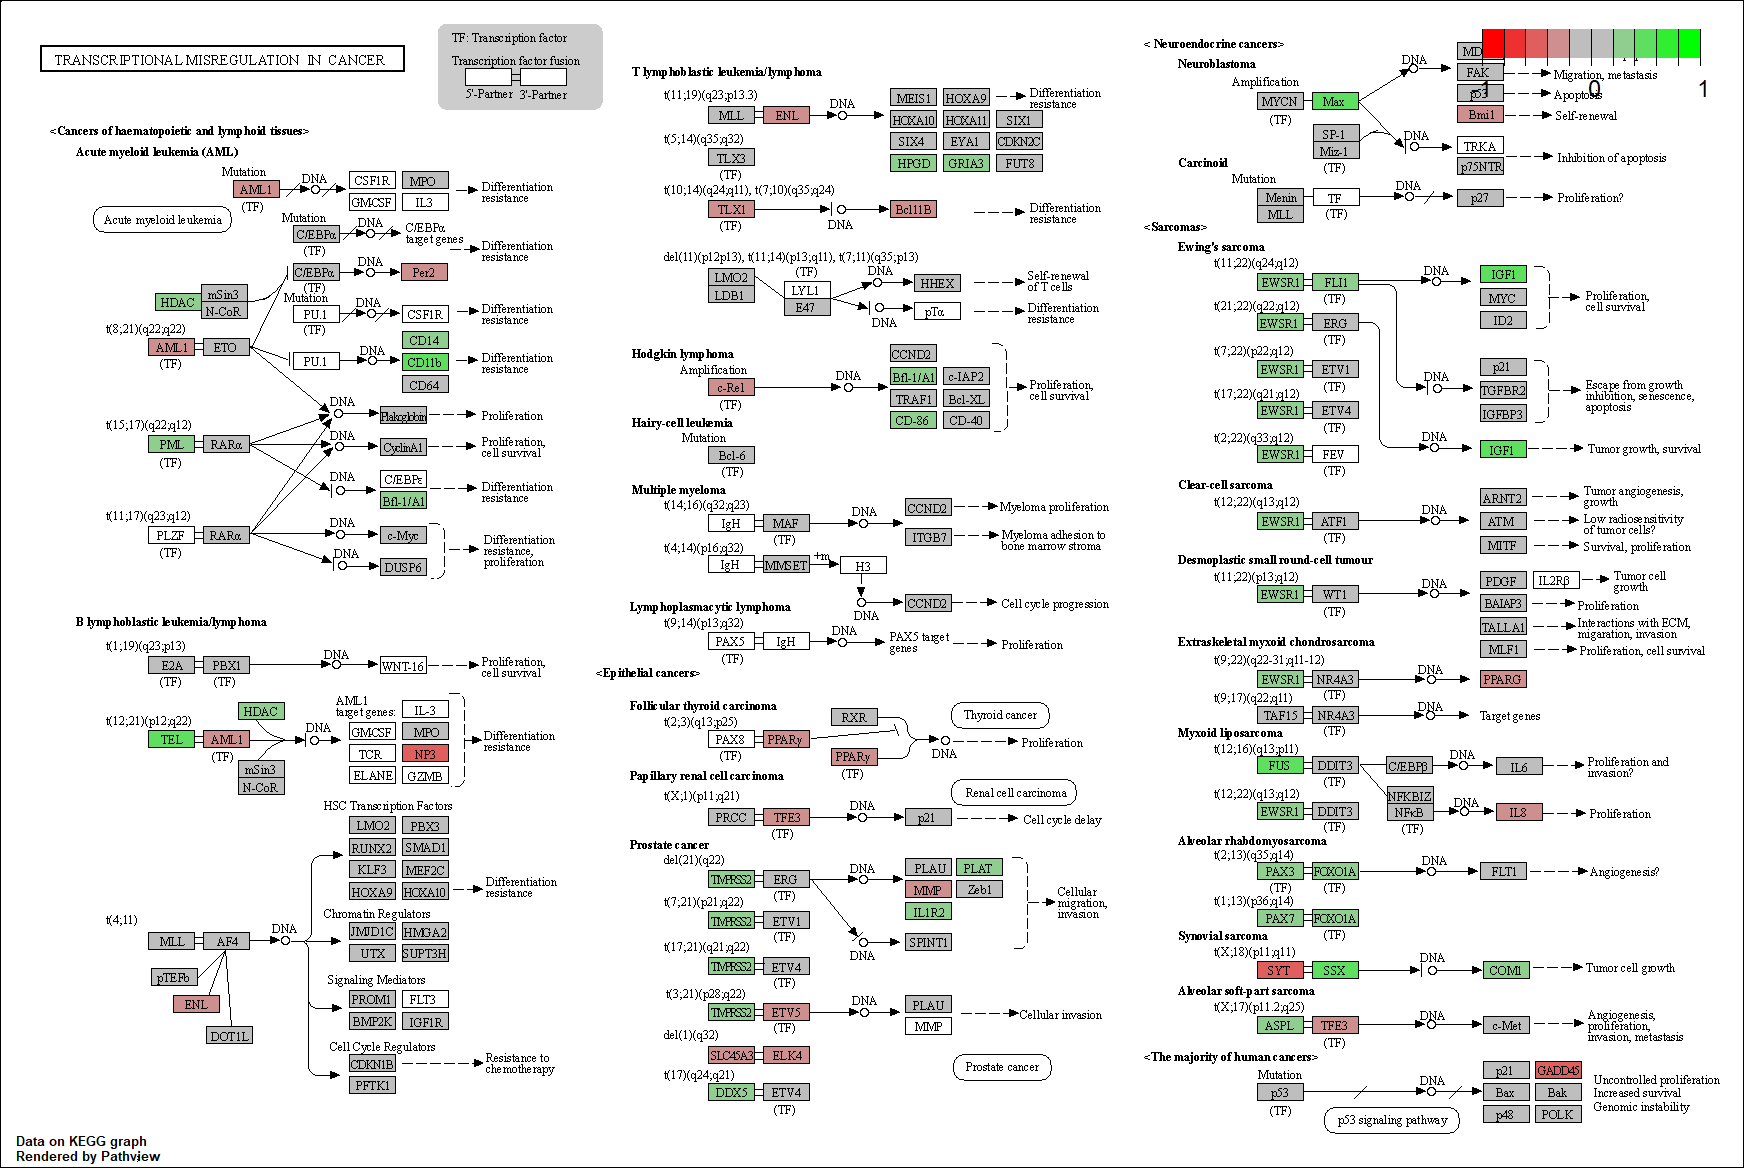 TRANSCRIPTIONAL MISREGULATION IN CANCER
TF: Transcription factor
Transcription factor fusion
5'-Partner 3'-Partner
<Cancers of haematopoietic and lymphoid tissues>
Acute myeloid leukemia (AML)
Mutation
AML1
(TF)
DNA
CSF1R
MPO
GMCSF
IL3
Differentiation
resistance
Acute myeloid leukemia
Mutation
C/EBPα
(TF)
DNA
C/EBPα
target genes
Differentiation
resistance
C/EBPα
(TF)
DNA
Per2
HDAC
mSin3
N-CoR
Mutation
PU.1
(TF)
DNA
CSF1R
Differentiation
resistance
t(8;21)(q22;q22)
AML1
ETO
(TF)
PU.1
DNA
CD14
CD11b
CD64
Differentiation
resistance
DNA
Plakoglobin
Proliferation
t(15;17)(q22;q12)
PML
RARα
(TF)
DNA
CyclinA1
Proliferation,
cell survival
DNA
C/EBPε
Bfl-1/A1
Differentiation
resistance
t(11;17)(q23;q12)
PLZF
RARα
(TF)
DNA
c-Myc
DNA
DUSP6
Differentiation
resistance,
proliferation
B lymphoblastic leukemia/lymphoma
t(1;19)(q23;p13)
E2A
PBX1
(TF)
(TF)
DNA
WNT-16
Proliferation,
cell survival
t(12;21)(p12;q22)
TEL
AML1
(TF)
HDAC
mSin3
N-CoR
DNA
AML1
target genes:
IL-3
GMCSF
MPO
TCR
NP3
ELANE
GZMB
Differentiation
resistance
HSC Transcription Factors
LMO2
PBX3
RUNX2
SMAD1
KLF3
MEF2C
HOXA9
HOXA10
Differentiation
resistance
t(4;11)
MLL
AF4
DNA
pTEFb
ENL
DOT1L
Chromatin Regulators
JMJD1C
HMGA2
UTX
SUPT3H
Signaling Mediators
PROM1
FLT3
BMP2K
IGF1R
Cell Cycle Regulators
CDKN1B
PFTK1
Resistance to
chemotherapy
T lymphoblastic leukemia/lymphoma
t(11;19)(q23;p13.3)
MLL
ENL
DNA
MEIS1
HOXA9
HOXA10
HOXA11
SIX1
SIX4
EYA1
CDKN2C
HPGD
GRIA3
FUT8
Differentiation
resistance
t(5;14)(q35;q32)
TLX3
(TF)
t(10;14)(q24;q11), t(7;10)(q35;q24)
TLX1
(TF)
DNA
Bcl11B
Differentiation
resistance
del(11)(p12p13), t(11;14)(p13;q11), t(7;11)(q35;p13)
LMO2
LDB1
(TF)
LYL1
E47
DNA
HHEX
Self-renewal
of T cells
DNA
pTα
Differentiation
resistance
Hodgkin lymphoma
Amplification
c-Rel
(TF)
DNA
CCND2
Bfl-1/A1
c-IAP2
TRAF1
Bcl-XL
CD-86
CD-40
Proliferation,
cell survival
Hairy-cell leukemia
Mutation
Bcl-6
(TF)
Multiple myeloma
t(14;16)(q32;q23)
IgH
MAF
(TF)
DNA
CCND2
Myeloma proliferation
ITGB7
Myeloma adhesion to
bone marrow stroma
t(4;14)(p16;q32)
IgH
MMSET
+m
H3
DNA
CCND2
Cell cycle progression
Lymphoplasmacytic lymphoma
t(9;14)(p13;q32)
PAX5
IgH
(TF)
DNA
PAX5 target
genes
Proliferation
<Epithelial cancers>
Follicular thyroid carcinoma
t(2;3)(q13;p25)
PAX8
PPARγ
(TF)
RXR
PPARγ
(TF)
DNA
Thyroid cancer
Proliferation
Papillary renal cell carcinoma
t(X;1)(p11;q21)
PRCC
TFE3
(TF)
DNA
p21
Renal cell carcinoma
Cell cycle delay
Prostate cancer
del(21)(q22)
TMPRSS2
ERG
(TF)
DNA
PLAU
PLAT
MMP
Zeb1
IL1R2
Cellular
migration,
invasion
t(7;21)(p21;q22)
TMPRSS2
ETV1
(TF)
DNA
SPINT1
t(17;21)(q21;q22)
TMPRSS2
ETV4
(TF)
t(3;21)(p28;q22)
TMPRSS2
ETV5
(TF)
DNA
PLAU
MMP
Cellular invasion
del(1)(q32)
SLC45A3
ELK4
t(17)(q24;q21)
DDX5
ETV4
(TF)
Prostate cancer
<Neuroendocrine cancers>
Neuroblastoma
Amplification
MYCN
Max
(TF)
DNA
MD
FAK
p53
Bmi1
Migration, metastasis
Apoptosis
Self-renewal
-1
0
1
SP-1
Miz-1
DNA
TRKA
p75NTR
Inhibition of apoptosis
Carcinoid
Mutation
Menin
MLL
TF
(TF)
DNA
p27
Proliferation?
<Sarcomas>
Ewing's sarcoma
t(11;22)(q24;q12)
EWSR1
FLI1
(TF)
DNA
IGF1
MYC
ID2
Proliferation,
cell survival
t(21;22)(q22;q12)
EWSR1
ERG
(TF)
t(7;22)(p22;q12)
EWSR1
ETV1
(TF)
DNA
p21
TGFBR2
IGFBP3
Escape from growth
inhibition, senescence,
apoptosis
t(17;22)(q21;q12)
EWSR1
ETV4
(TF)
t(2;22)(q33;q12)
EWSR1
FEV
(TF)
DNA
IGF1
Tumor growth, survival
Clear-cell sarcoma
t(12;22)(q13;q12)
EWSR1
ATF1
(TF)
DNA
ARNT2
Tumor angiogenesis,
growth
ATM
Low radiosensitivity
of tumor cells?
MITF
Survival, proliferation
Desmoplastic small round-cell tumour
t(11;22)(p13;q12)
EWSR1
WT1
(TF)
DNA
PDGF
IL2Rβ
Tumor cell
growth
BAIAP3
Proliferation
TALLA1
Interactions with ECM,
migaration, invasion
MLF1
Proliferation, cell survival
Extraskeletal myxoid chondrosarcoma
t(9;22)(q22-31;q11-12)
EWSR1
NR4A3
(TF)
DNA
PPARG
t(9;17)(q22;q11)
TAF15
NR4A3
(TF)
DNA
Target genes
Myxoid liposarcoma
t(12;16)(q13;p11)
FUS
DDIT3
(TF)
C/EBPβ
DNA
IL6
Proliferation and
invasion?
t(12;22)(q13;q12)
EWSR1
DDIT3
(TF)
NFKBIZ
NFκB
(TF)
DNA
IL8
Proliferation
Alveolar rhabdomyosarcoma
t(2;13)(q35;q14)
PAX3
FOXO1A
(TF)
(TF)
DNA
FLT1
Angiogenesis?
t(1;13)(p36;q14)
PAX7
FOXO1A
(TF)
Synovial sarcoma
t(X;18)(p11;q11)
SYT
SSX
(TF)
DNA
COM1
Tumor cell growth
Alveolar soft-part sarcoma
t(X;17)(p11.2;q25)
ASPL
TFE3
(TF)
DNA
c-Met
Angiogenesis,
proliferation,
invasion, metastasis
<The majority of human cancers>
Mutation
p53
(TF)
DNA
p21
GADD45
Bax
Bak
p48
POLK
Uncontrolled proliferation
Increased survival
Genomic instability
p53 signaling pathway
Data on KEGG graph
Rendered by Pathview